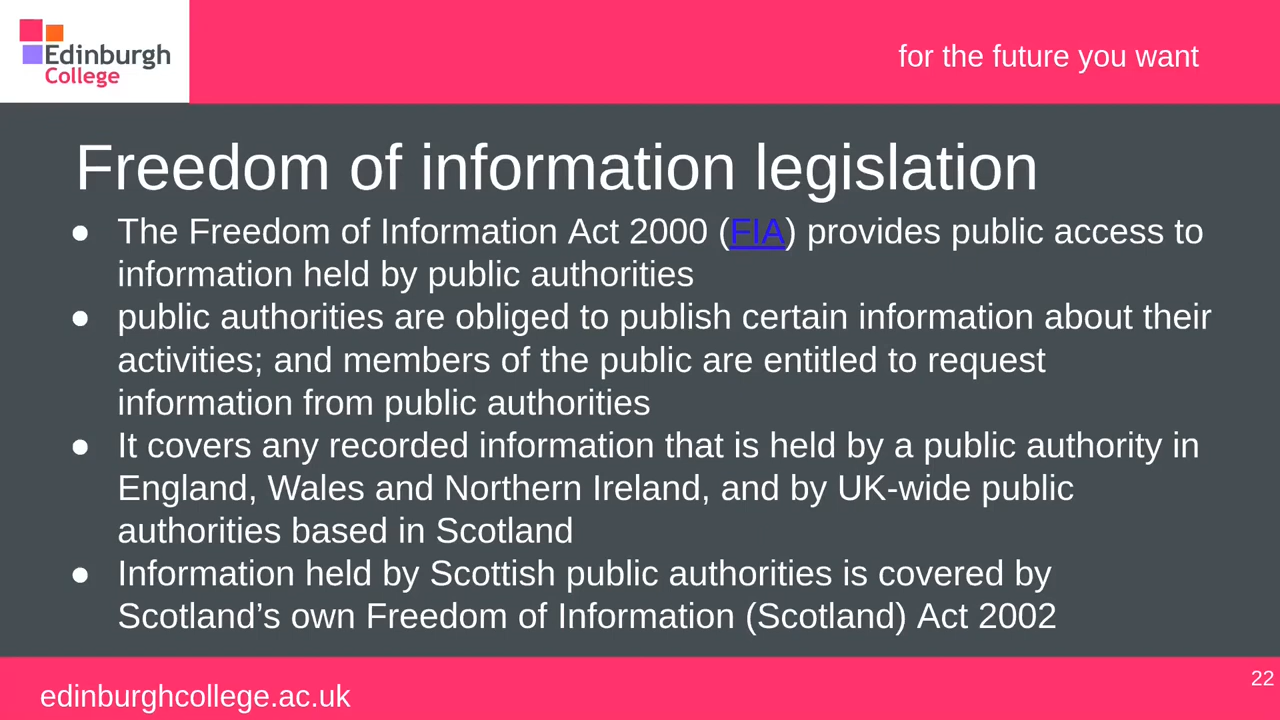 Edinburgh
College
for the future you want
Freedom of information legislation
● The Freedom of Information Act 2000 (FIA) provides public access to
information held by public authorities
● public authorities are obliged to publish certain information about their
activities; and members of the public are entitled to request
information from public authorities
● It covers any recorded information that is held by a public authority in
England, Wales and Northern Ireland, and by UK-wide public
authorities based in Scotland
● Information held by Scottish public authorities is covered by
Scotland’s own Freedom of Information (Scotland) Act 2002
22
edinburghcollege.ac.uk